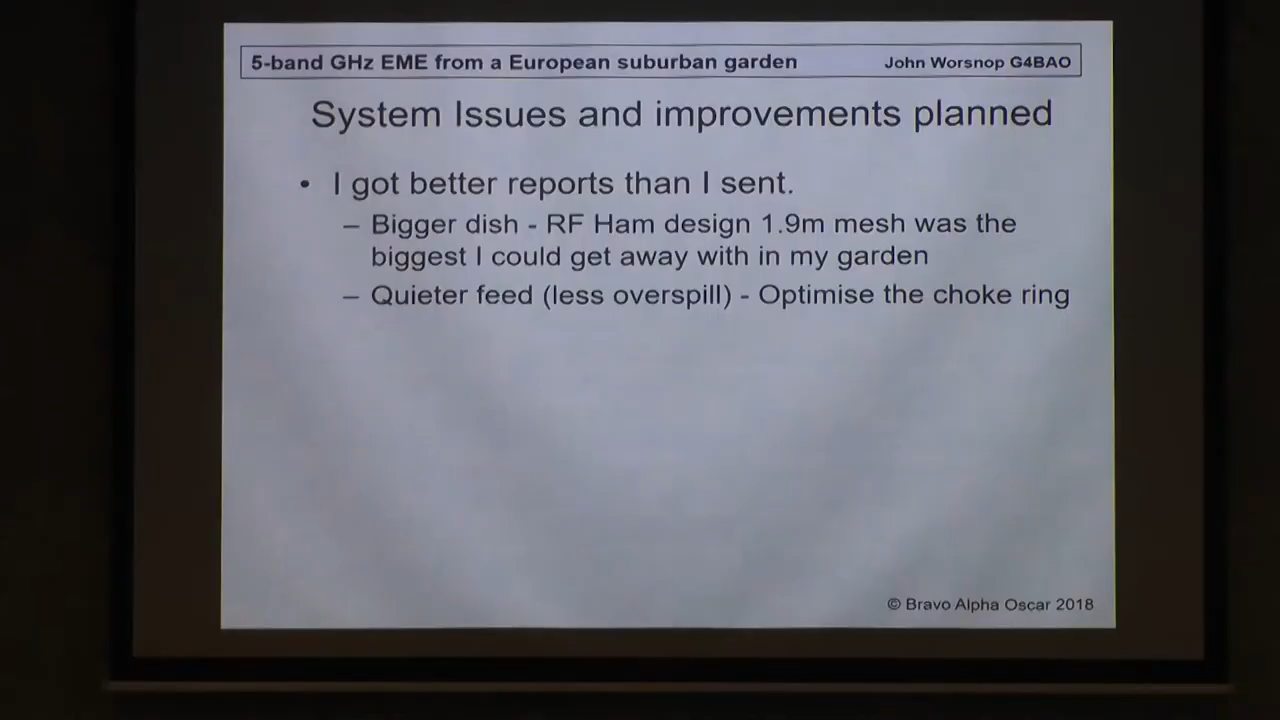 5-band GHz EME from a European suburban garden John Worsnop G4BAO
System Issues and improvements planned
• I got better reports than I sent.
– Bigger dish - RF Ham design 1.9m mesh was the
biggest I could get away with in my garden
– Quieter feed (less overspill) - Optimise the choke ring
© Bravo Alpha Oscar 2018